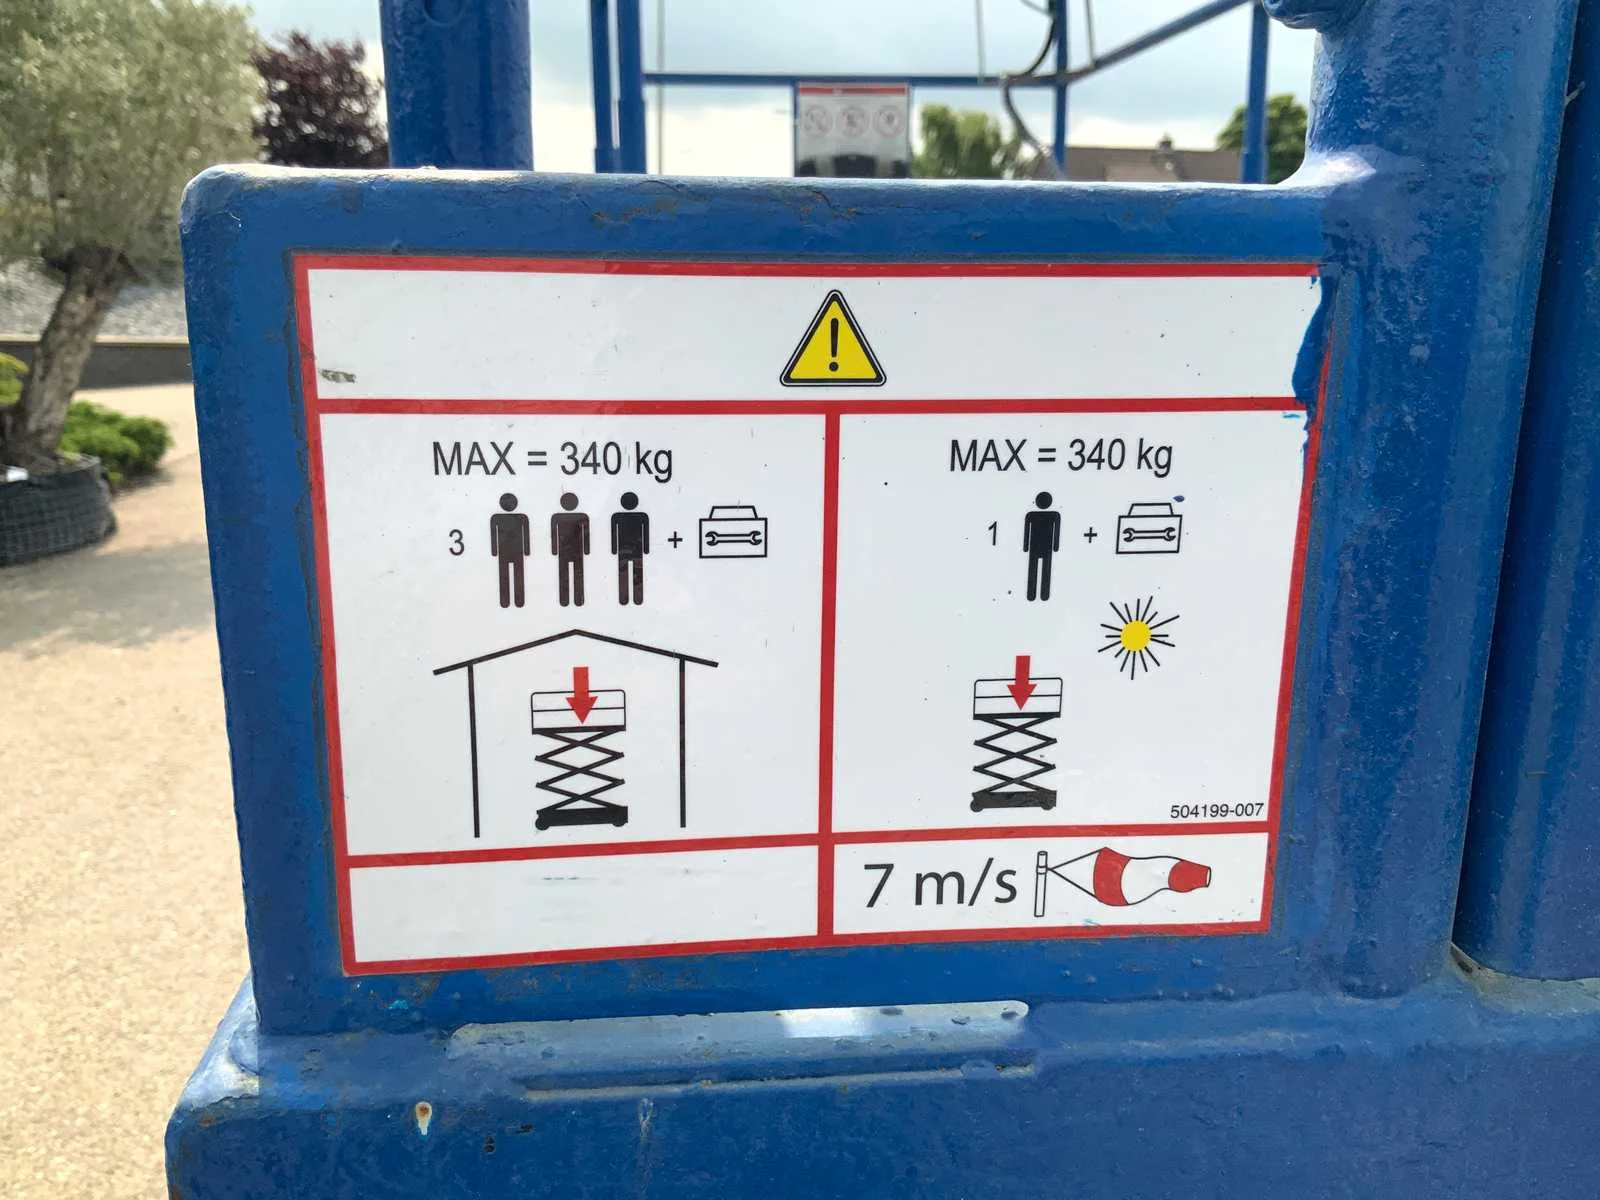 MAX = 340 kg
3 +
MAX = 340 kg
1 +
504199-007
7 m/s